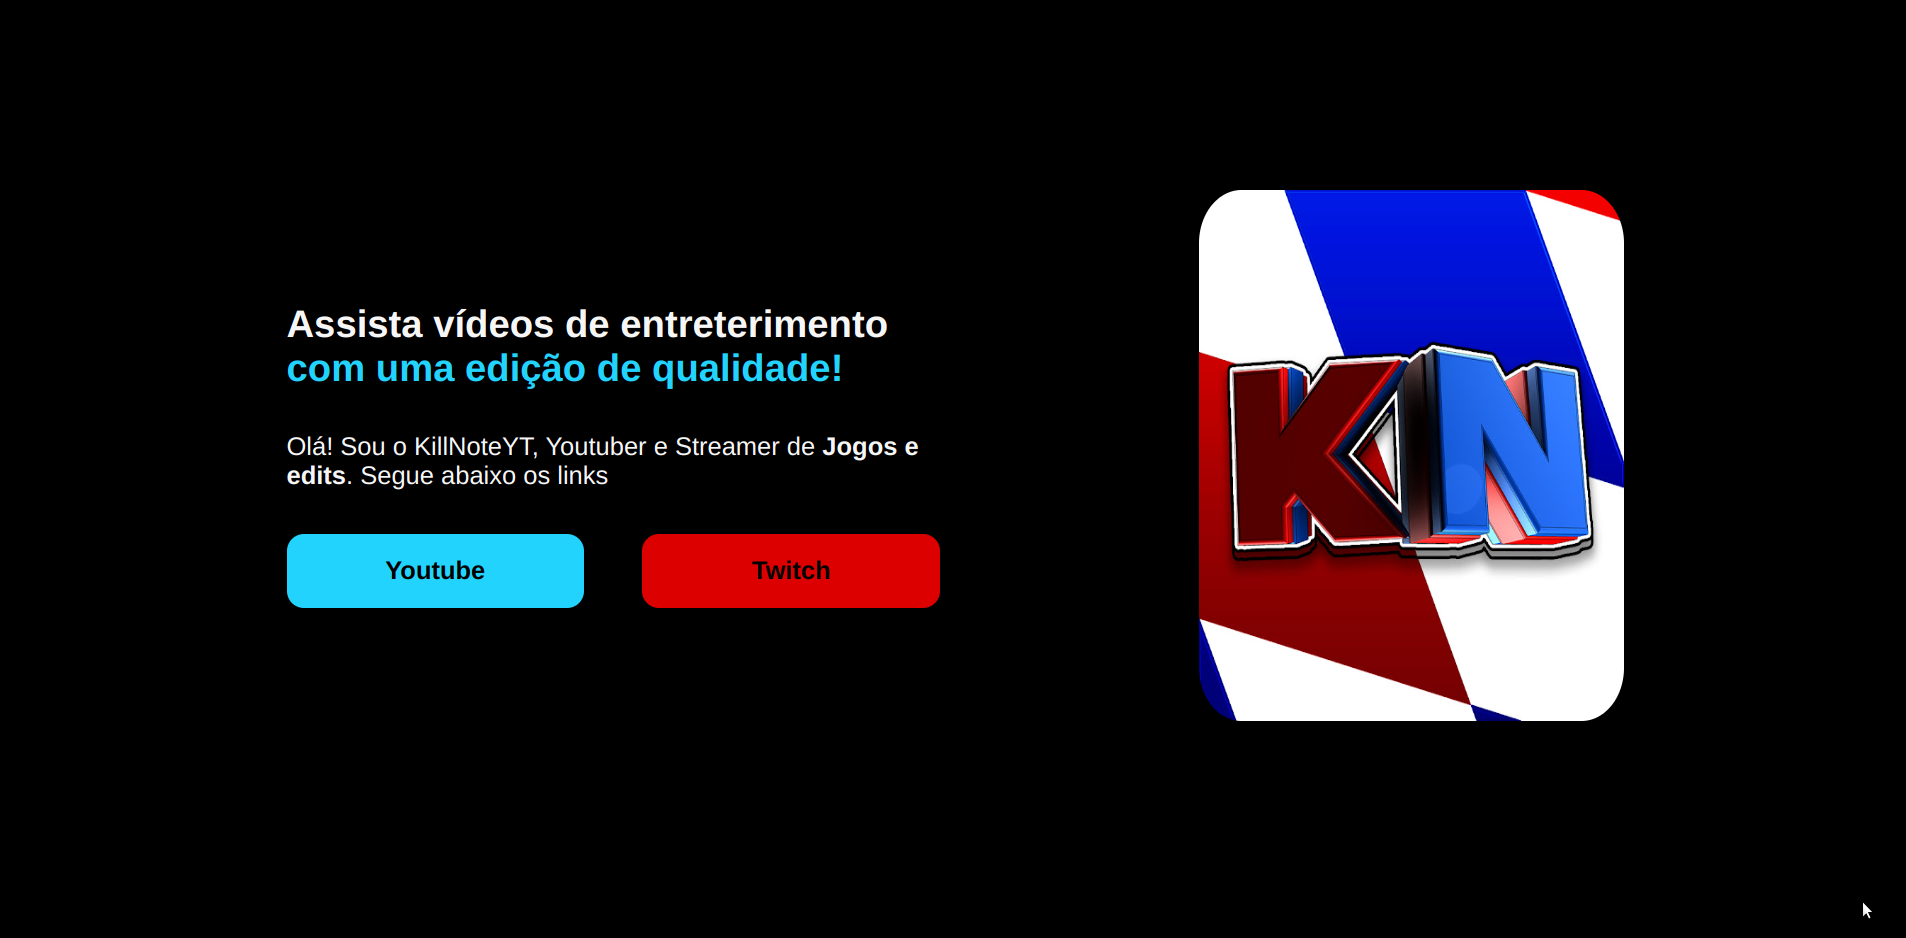 Assista vídeos de entreterimento
com uma edição de qualidade!
Olá! Sou o KillNoteYT, Youtuber e Streamer de Jogos e
edits. Segue abaixo os links
Youtube
Twitch
KN